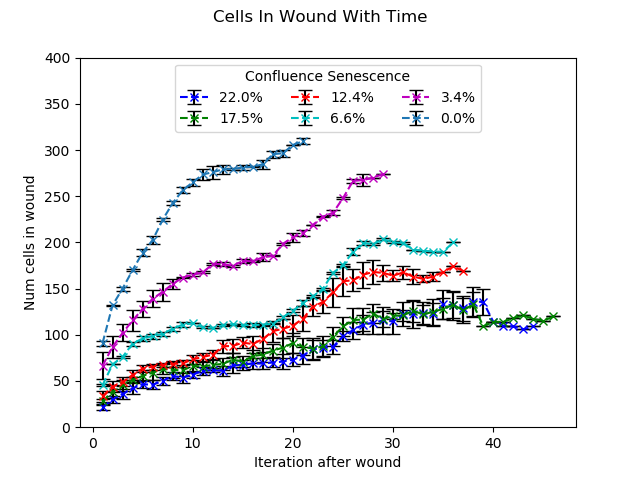 Cells In Wound With Time
Confluence Senescence
22.0% 12.4% 3.4%
17.5% 6.6% 0.0%
Num cells in wound
400
350
300
250
200
150
100
50
0
0 10 20 30 40
Iteration after wound